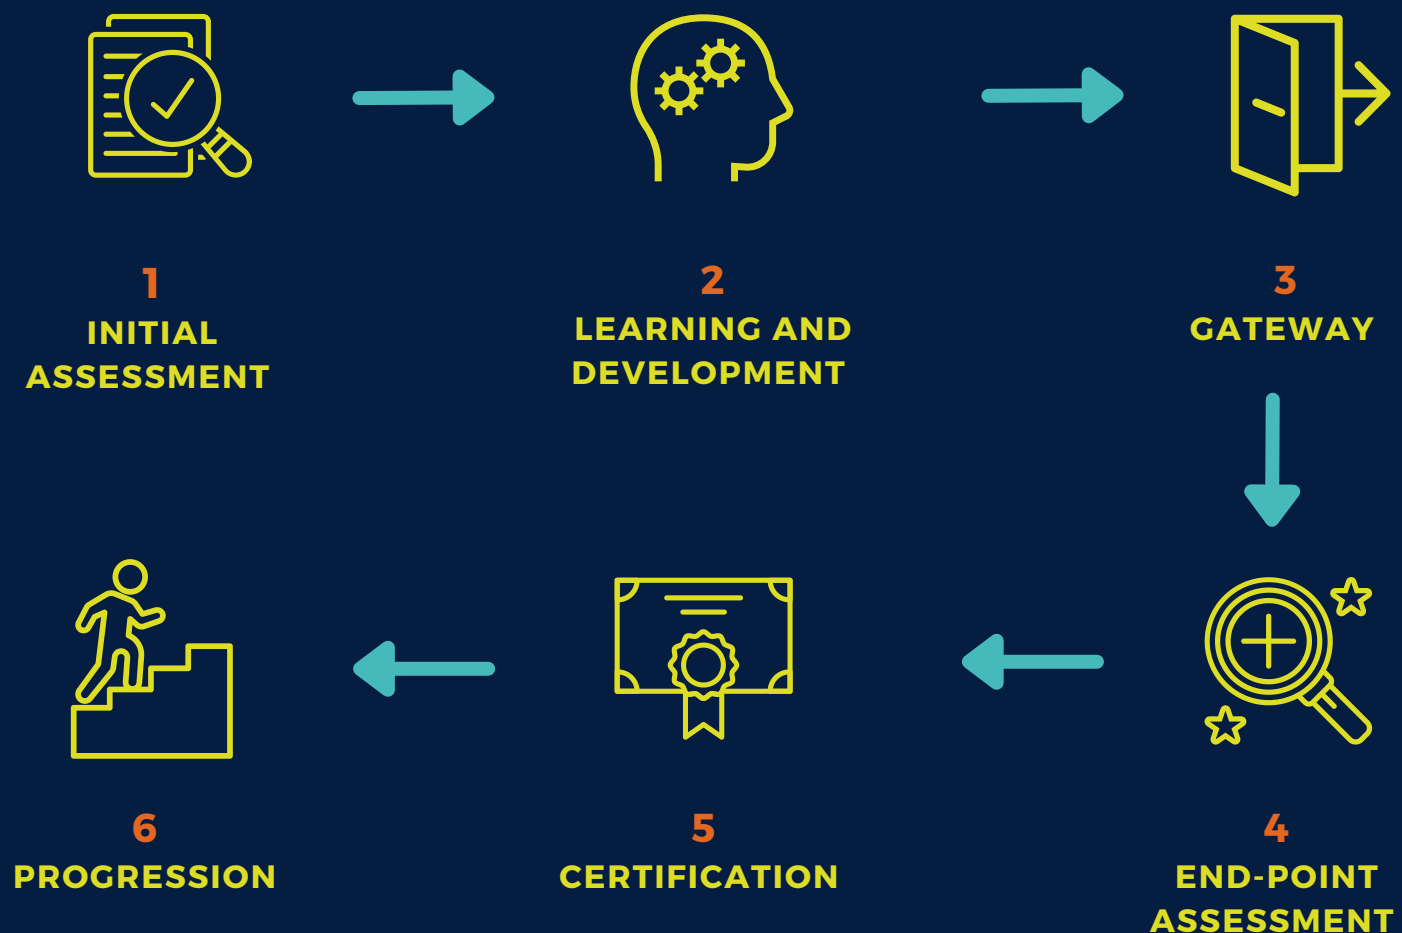 1
INITIAL
ASSESSMENT
2
LEARNING AND
DEVELOPMENT
3
GATEWAY
4
END-POINT
ASSESSMENT
5
CERTIFICATION
6
PROGRESSION